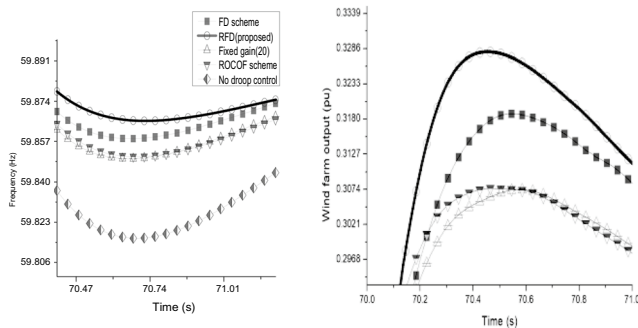 FD scheme
RFD(proposed)
Fixed gain(20)
ROCOF scheme
No droop control
59.891
59.874
59.857
59.840
59.823
59.806
Frequency (Hz)
70.47 70.74 71.01
Time (s)
0.3339
0.3286
0.3233
0.3180
0.3127
0.3074
0.3021
0.2968
Wind farm output (pu)
70.0 70.2 70.4 70.6 70.8 71.0
Time (s)